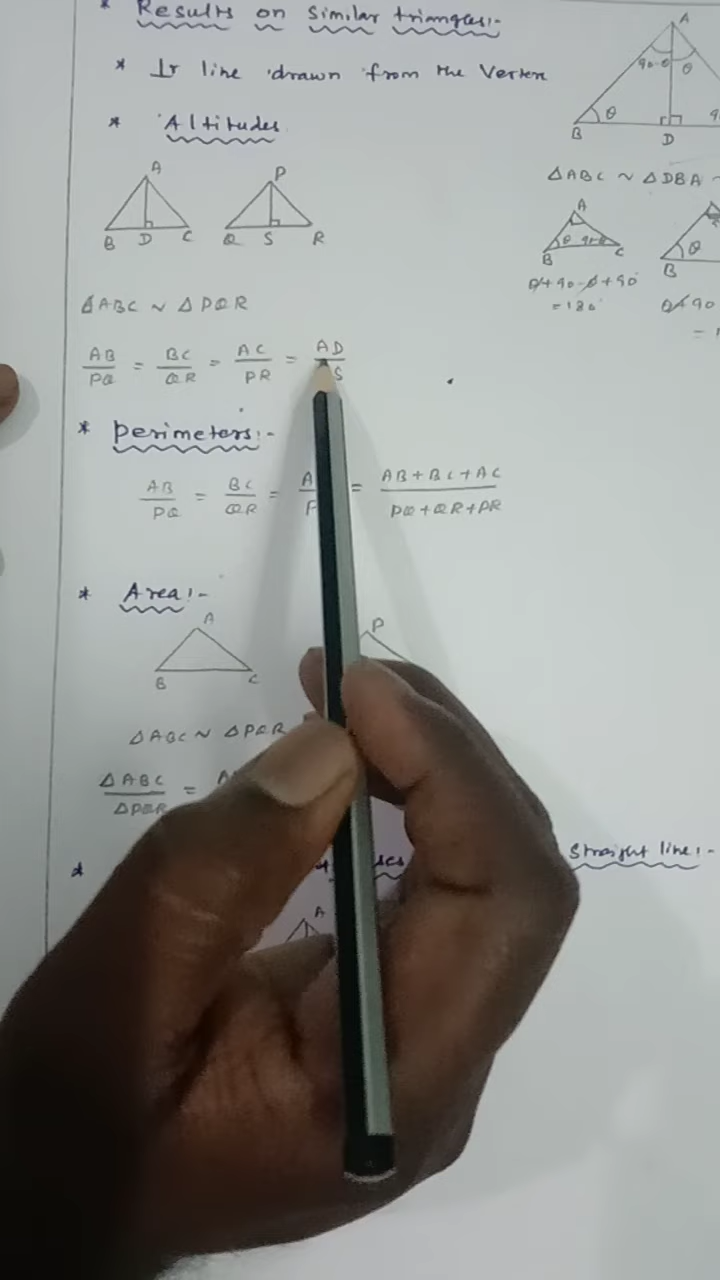 * Results on similar triangles:-
* ⊥r line drawn from the vertex
* Altitudes
A
90-θ θ
B θ D
A P
B D C Q S R
ΔABC ~ ΔDBA ~
A
B θ 90-θ C
B θ
θ+90-θ+90
=180
θ+90
=
ΔABC ~ ΔPQR
AB/PQ = BC/QR = AC/PR = AD/ S
* Perimeters:-
AB/PQ = BC/QR = A/P = AB+BC+AC/PQ+QR+PR
* Area:-
A P
B C
ΔABC ~ ΔPQR
ΔABC/ΔPQR =
straight line:-
A